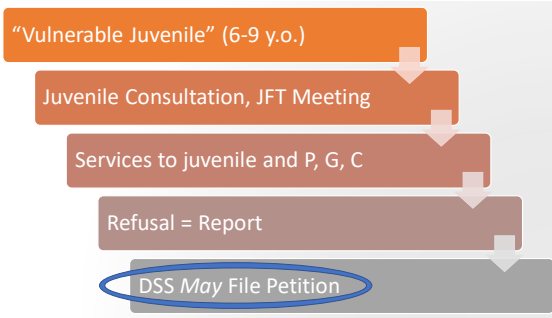 “Vulnerable Juvenile” (6-9 y.o.)
Juvenile Consultation, JFT Meeting
Services to juvenile and P, G, C
Refusal = Report
DSS May File Petition